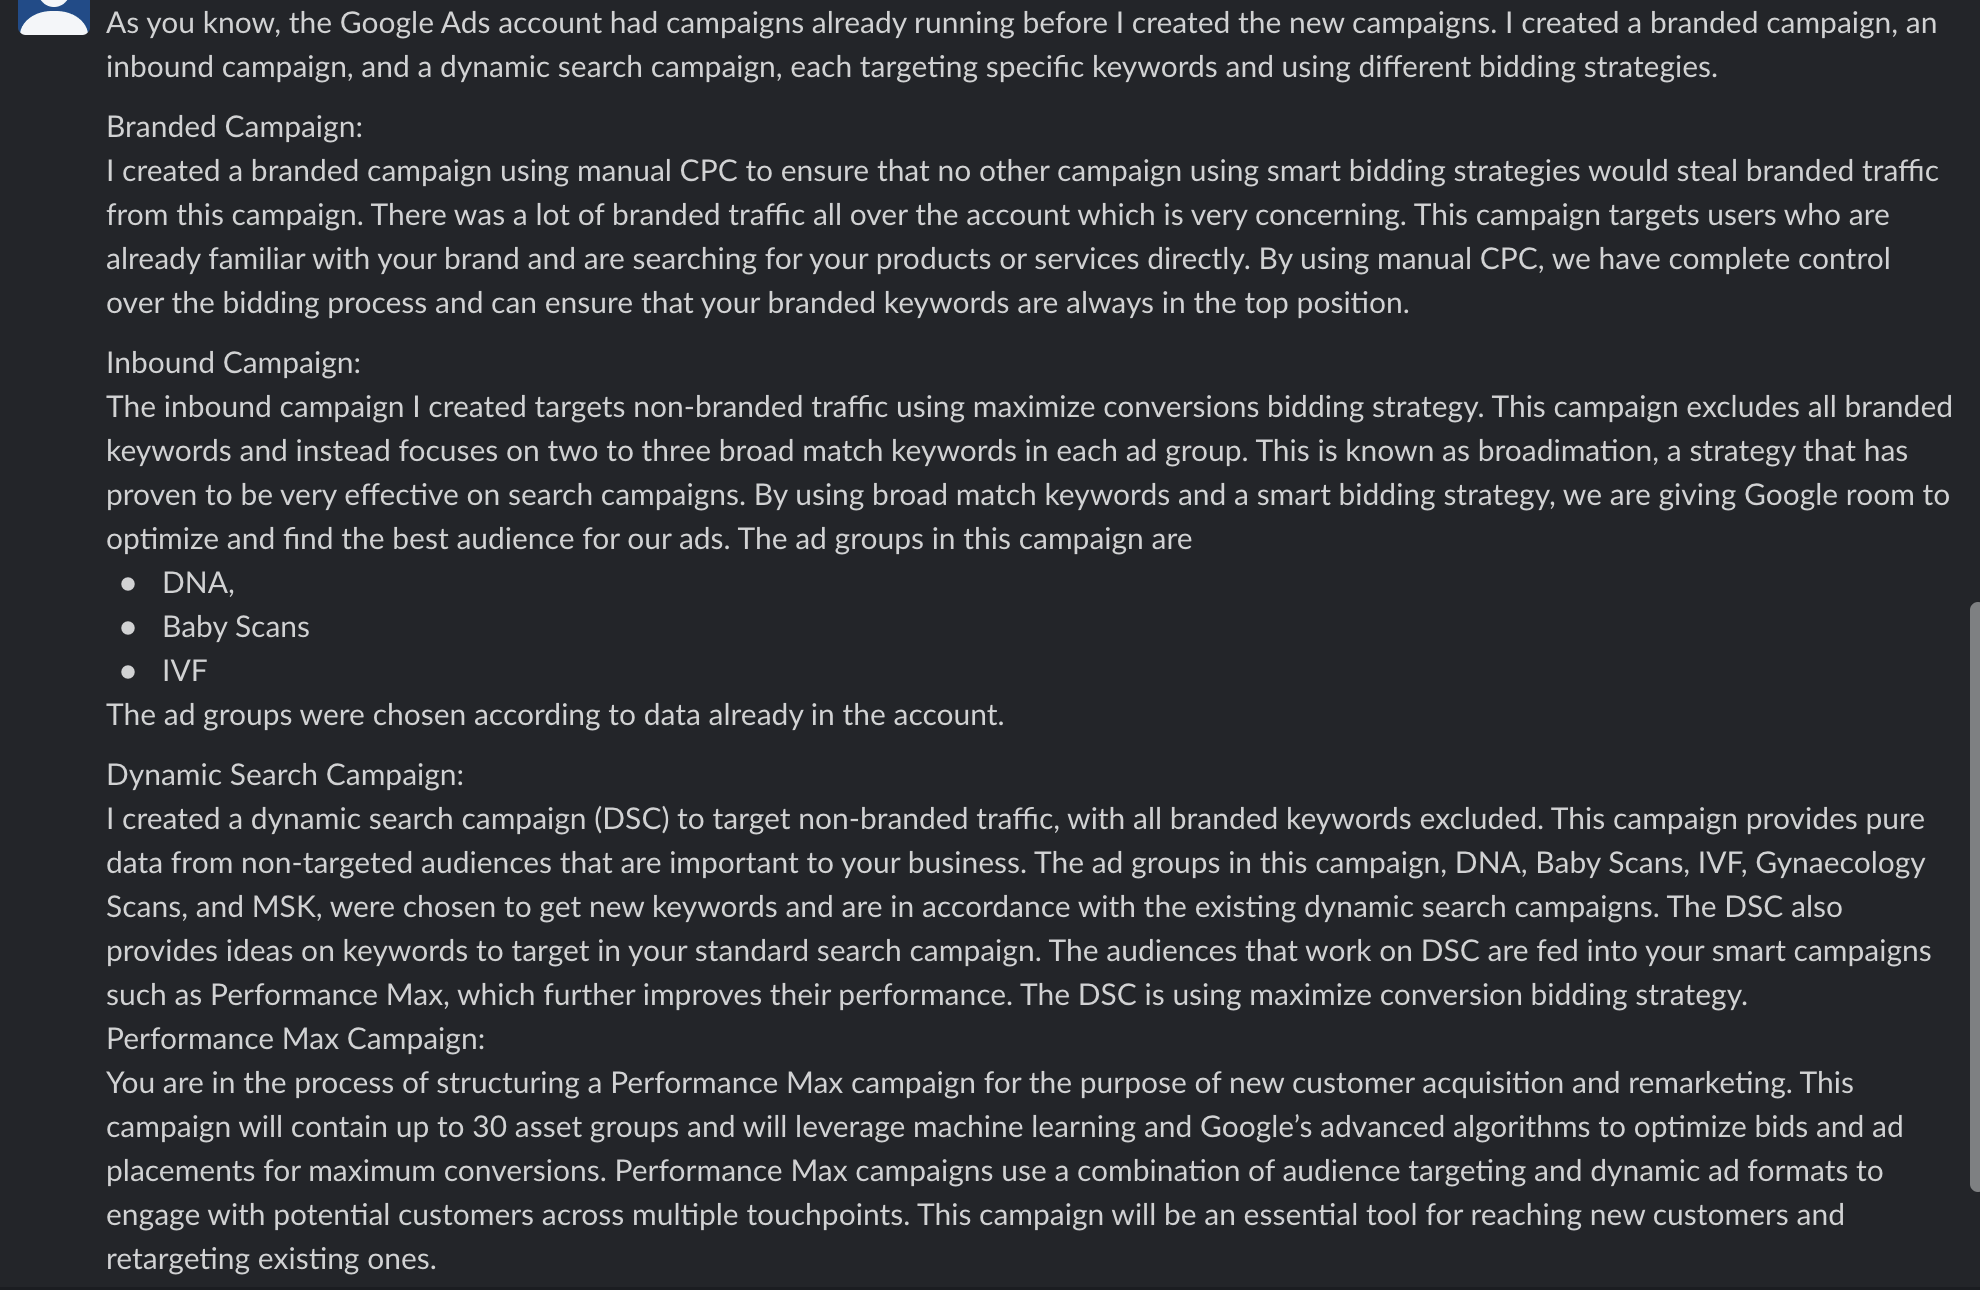 As you know, the Google Ads account had campaigns already running before I created the new campaigns. I created a branded campaign, an
inbound campaign, and a dynamic search campaign, each targeting specific keywords and using different bidding strategies.
Branded Campaign:
I created a branded campaign using manual CPC to ensure that no other campaign using smart bidding strategies would steal branded traffic
from this campaign. There was a lot of branded traffic all over the account which is very concerning. This campaign targets users who are
already familiar with your brand and are searching for your products or services directly. By using manual CPC, we have complete control
over the bidding process and can ensure that your branded keywords are always in the top position.
Inbound Campaign:
The inbound campaign I created targets non-branded traffic using maximize conversions bidding strategy. This campaign excludes all branded
keywords and instead focuses on two to three broad match keywords in each ad group. This is known as broadimation, a strategy that has
proven to be very effective on search campaigns. By using broad match keywords and a smart bidding strategy, we are giving Google room to
optimize and find the best audience for our ads. The ad groups in this campaign are
● DNA,
● Baby Scans
● IVF
The ad groups were chosen according to data already in the account.
Dynamic Search Campaign:
I created a dynamic search campaign (DSC) to target non-branded traffic, with all branded keywords excluded. This campaign provides pure
data from non-targeted audiences that are important to your business. The ad groups in this campaign, DNA, Baby Scans, IVF, Gynaecology
Scans, and MSK, were chosen to get new keywords and are in accordance with the existing dynamic search campaigns. The DSC also
provides ideas on keywords to target in your standard search campaign. The audiences that work on DSC are fed into your smart campaigns
such as Performance Max, which further improves their performance. The DSC is using maximize conversion bidding strategy.
Performance Max Campaign:
You are in the process of structuring a Performance Max campaign for the purpose of new customer acquisition and remarketing. This
campaign will contain up to 30 asset groups and will leverage machine learning and Google’s advanced algorithms to optimize bids and ad
placements for maximum conversions. Performance Max campaigns use a combination of audience targeting and dynamic ad formats to
engage with potential customers across multiple touchpoints. This campaign will be an essential tool for reaching new customers and
retargeting existing ones.